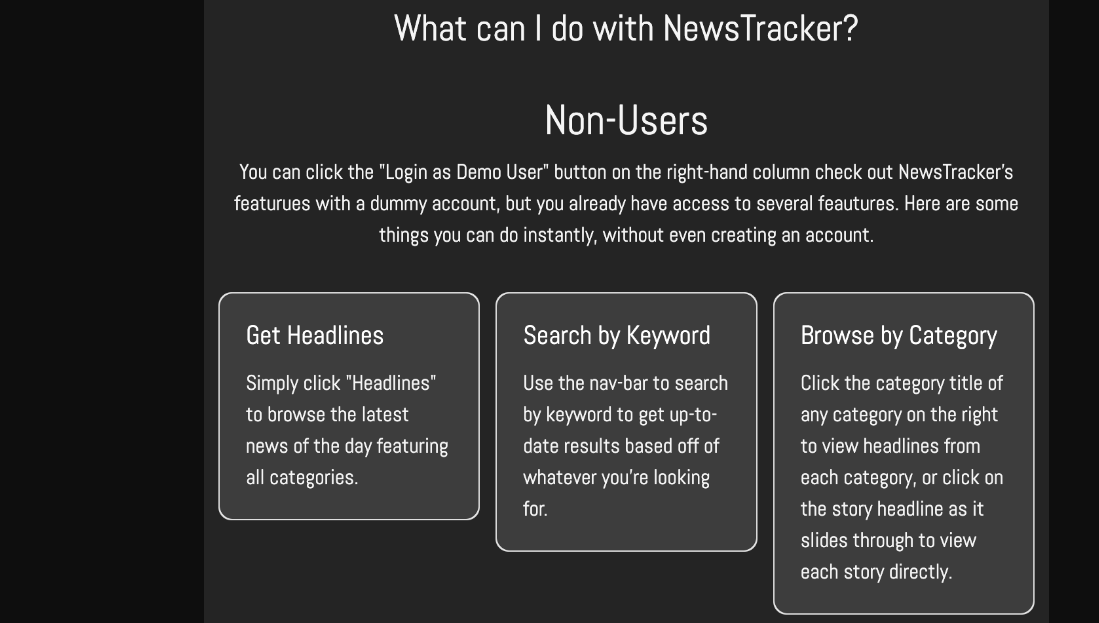 What can I do with NewsTracker?
Non-Users
You can click the "Login as Demo User" button on the right-hand column check out NewsTracker's
featurues with a dummy account, but you already have access to several feautures. Here are some
things you can do instantly, without even creating an account.
Get Headlines
Simply click "Headlines"
to browse the latest
news of the day featuring
all categories.
Search by Keyword
Use the nav-bar to search
by keyword to get up-to-
date results based off of
whatever you're looking
for.
Browse by Category
Click the category title of
any category on the right
to view headlines from
each category, or click on
the story headline as it
slides through to view
each story directly.